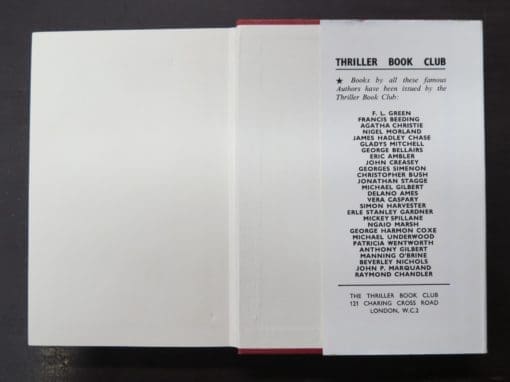 THRILLER BOOK CLUB
★ Books by all these famous
Authors have been issued by the
Thriller Book Club:
F. L. GREEN
FRANCIS BEEDING
AGATHA CHRISTIE
NIGEL MORLAND
JAMES HADLEY CHASE
GLADYS MITCHELL
GEORGE BELLAIRS
ERIC AMBLER
JOHN CREASEY
GEORGES SIMENON
CHRISTOPHER BUSH
JONATHAN STAGGE
MICHAEL GILBERT
DELANO AMES
VERA CASPARY
SIMON HARVESTER
ERLE STANLEY GARDNER
MICKEY SPILLANE
NGAIO MARSH
GEORGE HARMON COXE
MICHAEL UNDERWOOD
PATRICIA WENTWORTH
ANTHONY GILBERT
MANNING O'BRINE
BEVERLEY NICHOLS
JOHN P. MARQUAND
RAYMOND CHANDLER
THE THRILLER BOOK CLUB
121 CHARING CROSS ROAD
LONDON, W.C.2